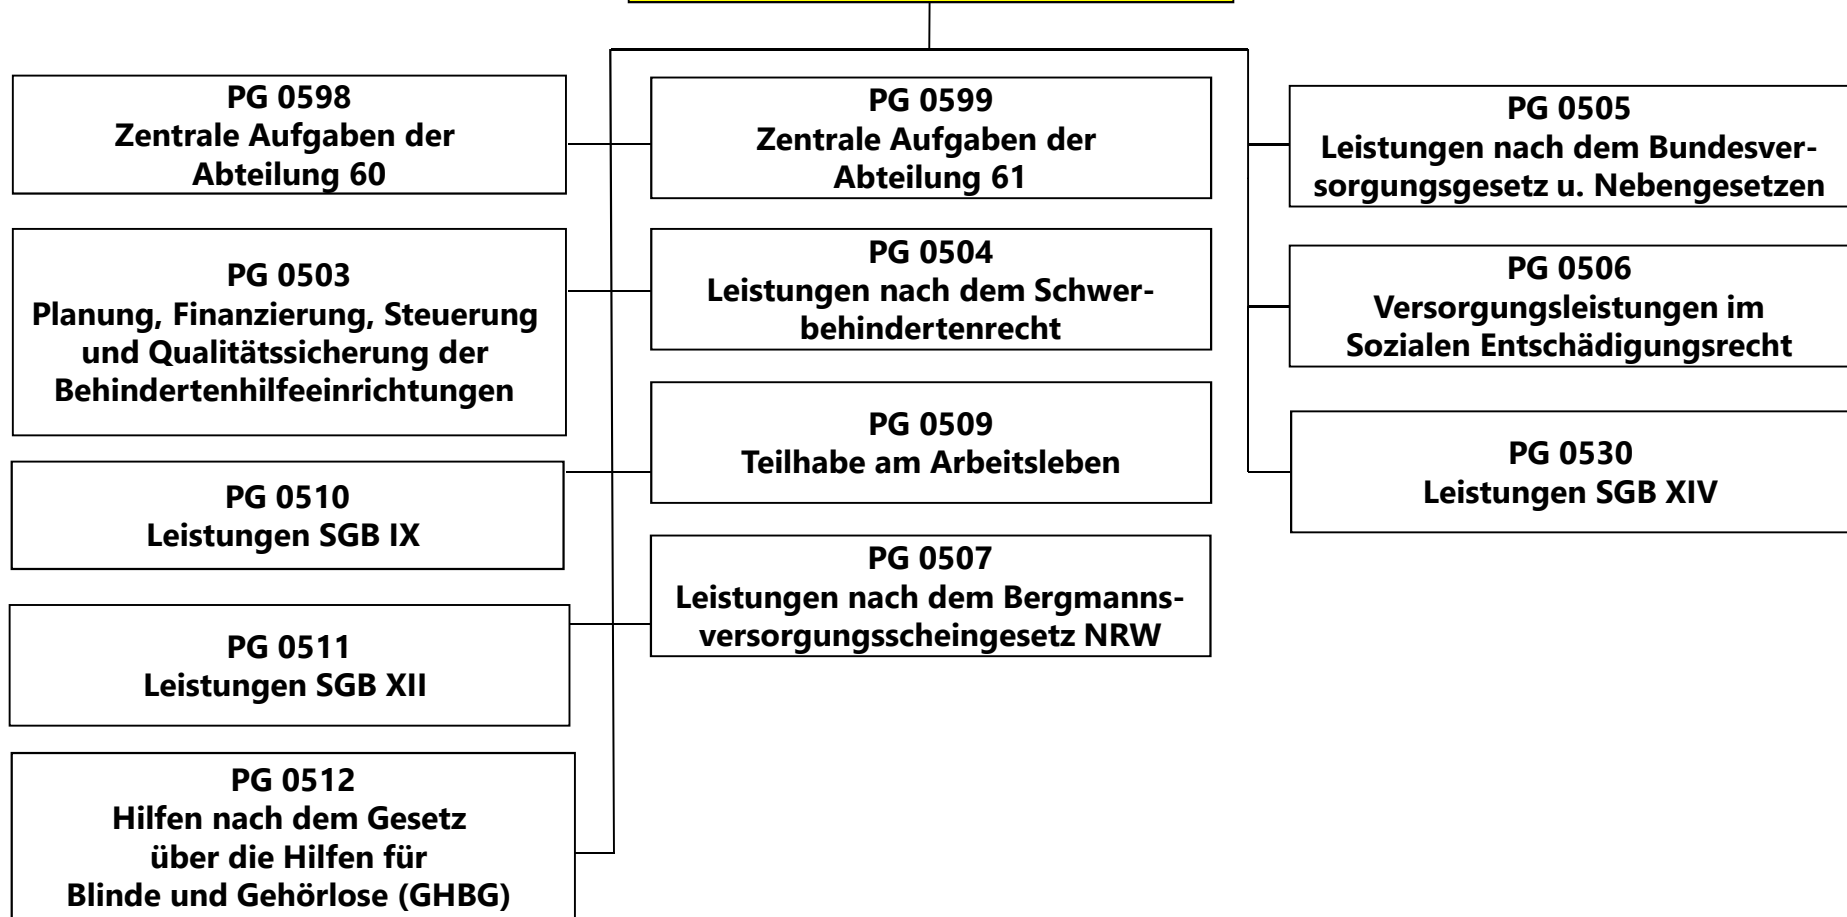 PG 0598
Zentrale Aufgaben der
Abteilung 60
PG 0503
Planung, Finanzierung, Steuerung
und Qualitätssicherung der
Behindertenhilfeeinrichtungen
PG 0510
Leistungen SGB IX
PG 0511
Leistungen SGB XII
PG 0512
Hilfen nach dem Gesetz
über die Hilfen für
Blinde und Gehörlose (GHBG)
PG 0599
Zentrale Aufgaben der
Abteilung 61
PG 0504
Leistungen nach dem Schwer-
behindertenrecht
PG 0509
Teilhabe am Arbeitsleben
PG 0507
Leistungen nach dem Bergmanns-
versorgungsscheingesetz NRW
PG 0505
Leistungen nach dem Bundesver-
sorgungsgesetz u. Nebengesetzen
PG 0506
Versorgungsleistungen im
Sozialen Entschädigungsrecht
PG 0530
Leistungen SGB XIV